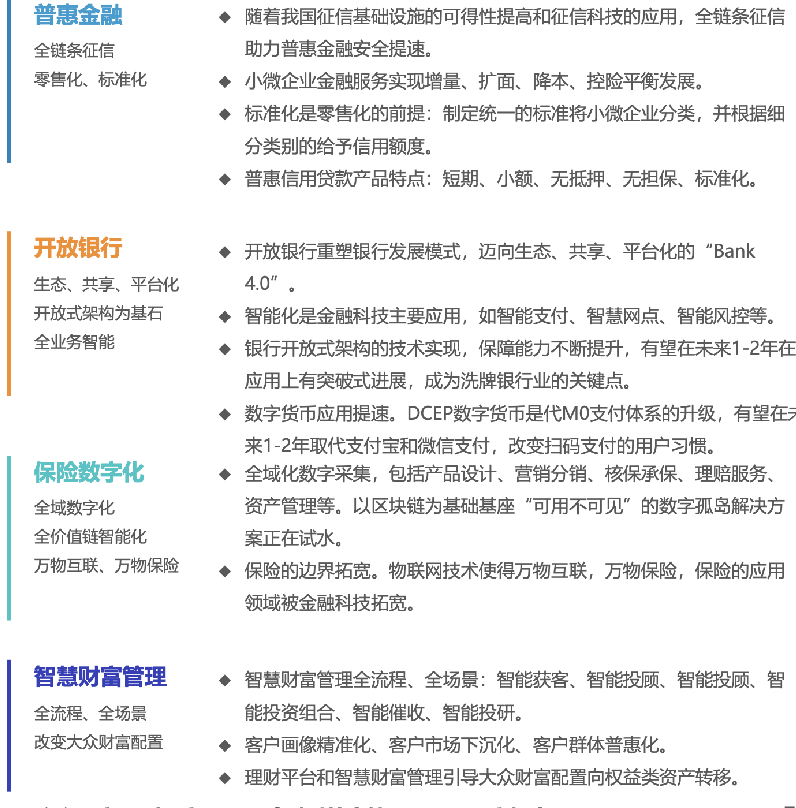 普惠金融
全链条征信
零售化、标准化
◆ 随着我国征信基础设施的可得性提高和征信科技的应用，全链条征信
助力普惠金融安全提速。
◆ 小微企业金融服务实现增量、扩面、降本、控险平衡发展。
◆ 标准化是零售化的前提：制定统一的标准将小微企业分类，并根据细
分类别的给予信用额度。
◆ 普惠信用贷款产品特点：短期、小额、无抵押、无担保、标准化。
开放银行
生态、共享、平台化
开放式架构为基石
全业务智能
◆ 开放银行重塑银行发展模式，迈向生态、共享、平台化的“Bank
4.0”。
◆ 智能化是金融科技主要应用，如智能支付、智慧网点、智能风控等。
◆ 银行开放式架构的技术实现，保障能力不断提升，有望在未来1-2年在
应用上有突破式进展，成为洗牌银行业的关键点。
◆ 数字货币应用提速。DCEP数字货币是代M0支付体系的升级，有望在未
来1-2年取代支付宝和微信支付，改变扫码支付的用户习惯。
保险数字化
全域数字化
全价值链智能化
万物互联、万物保险
◆ 全域化数字采集，包括产品设计、营销分销、核保承保、理赔服务、
资产管理等。以区块链为基础基座“可用不可见”的数字孤岛解决方
案正在试水。
◆ 保险的边界拓宽。物联网技术使得万物互联，万物保险，保险的应用
领域被金融科技拓宽。
智慧财富管理
全流程、全场景
改变大众财富配置
◆ 智慧财富管理全流程、全场景：智能获客、智能投顾、智能投顾、智
能投资组合、智能催收、智能投研。
◆ 客户画像精准化、客户市场下沉化、客户群体普惠化。
◆ 理财平台和智慧财富管理引导大众财富配置向权益类资产转移。